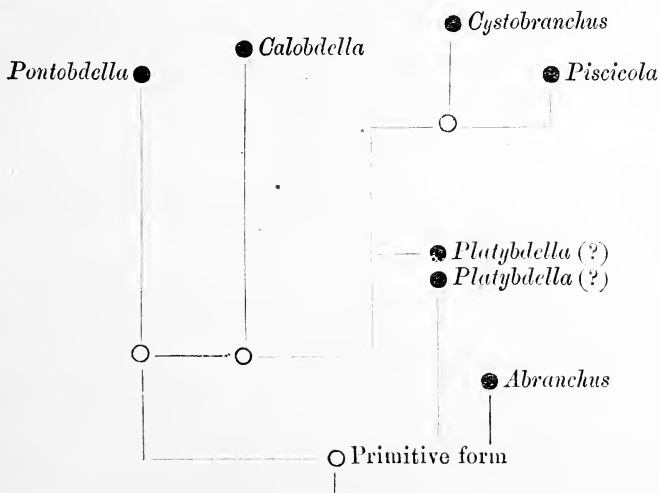 Cystobranchus
Calobdella
Pontobdella
Piscicola
Platybdella (?)
Platybdella (?)
Abranchus
Primitive form